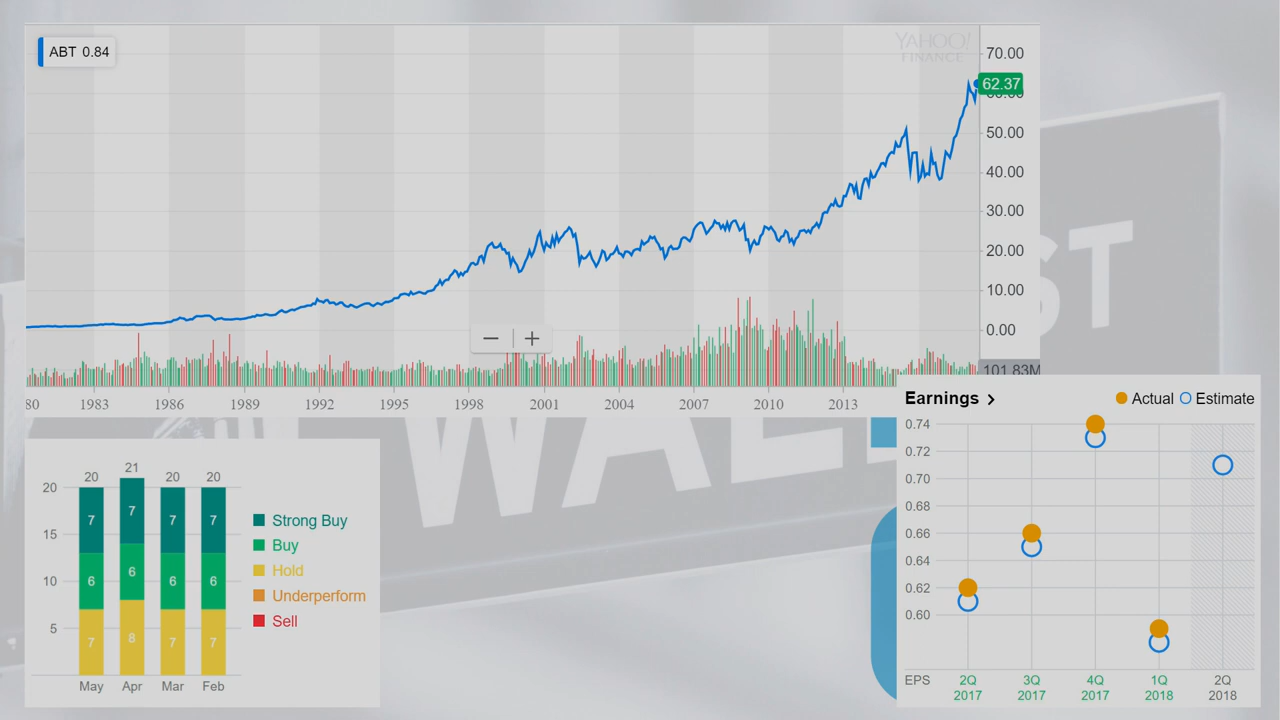 ABT 0.84
YAHOO!
FINANCE
70.00
62.37
60.00
50.00
40.00
30.00
20.00
10.00
0.00
101.83M
80 1983 1986 1989 1992 1995 1998 2001 2004 2007 2010 2013
WALL ST
20 21 20 20
20
15
10
5
7 7 7 7
6 6 6 6
7 8 7 7
May Apr Mar Feb
Strong Buy
Buy
Hold
Underperform
Sell
Earnings
Actual Estimate
0.74
0.72
0.70
0.68
0.66
0.64
0.62
0.60
EPS 2Q 3Q 4Q 1Q 2Q
2017 2017 2017 2018 2018